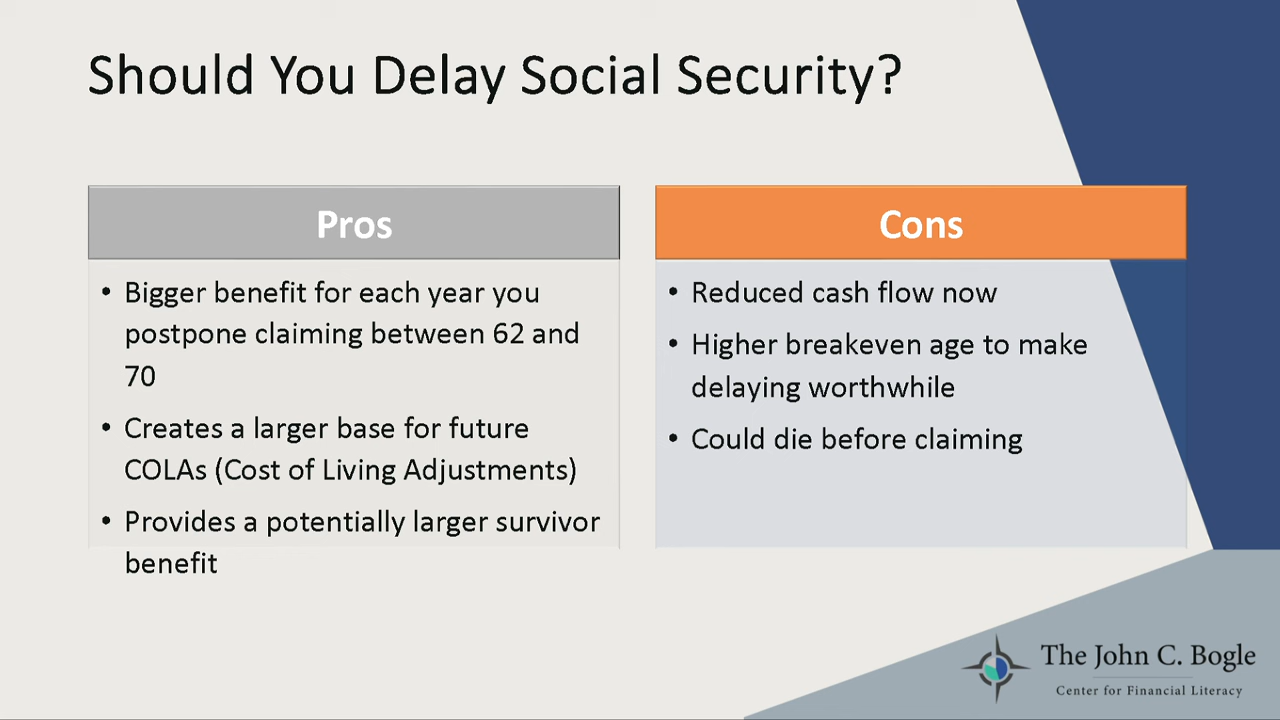 Should You Delay Social Security?
Pros
• Bigger benefit for each year you
postpone claiming between 62 and
70
• Creates a larger base for future
COLAs (Cost of Living Adjustments)
• Provides a potentially larger survivor
benefit
Cons
• Reduced cash flow now
• Higher breakeven age to make
delaying worthwhile
• Could die before claiming
The John C. Bogle
Center for Financial Literacy